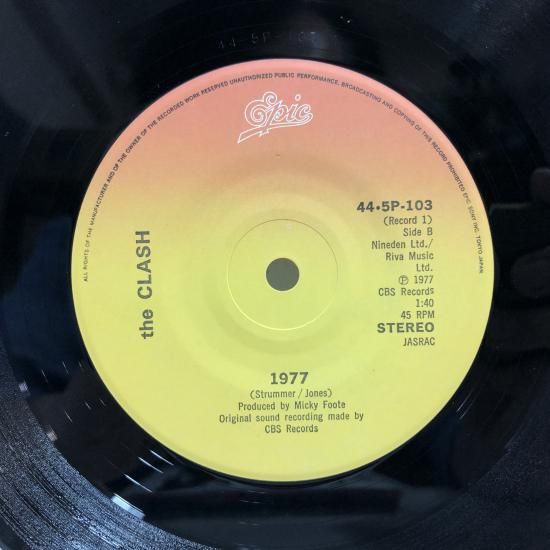 44-5P-103
ALL RIGHTS OF THE MANUFACTURER AND OF THE OWNER OF THE RECORDED WORK RESERVED UNAUTHORIZED PUBLIC PERFORMANCE, BROADCASTING AND COPYING OF THIS RECORD PROHIBITED EPIC/SONY INC. TOKYO JAPAN
Epic
the CLASH
44•5P-103
(Record 1)
Side B
Nineden Ltd./
Riva Music
Ltd.
Ⓟ 1977
CBS Records
1:40
45 RPM
STEREO
JASRAC
1977
(Strummer/Jones)
Produced by Micky Foote
Original sound recording made by
CBS Records